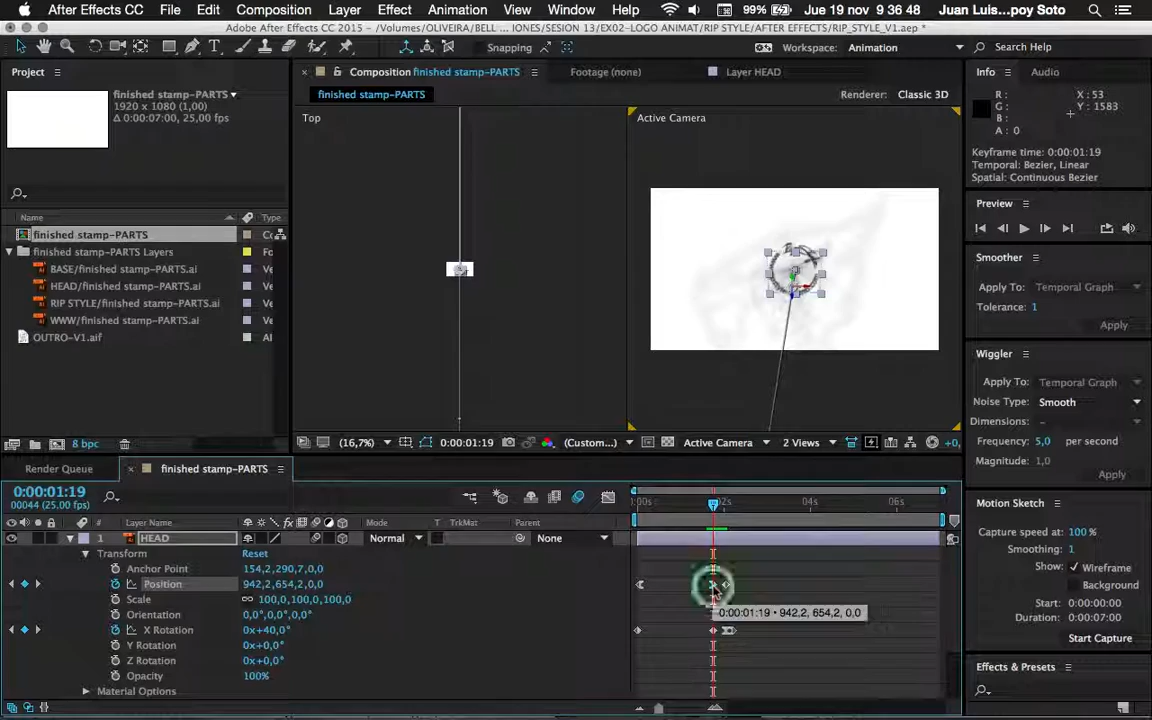 After Effects CC File Edit Composition Layer Effect Animation View Window Help 99% Jue 19 nov 9 36 48 Juan Luis...poy Soto
Adobe After Effects CC 2015 - /Volumes/OLIVEIRA/BELL ... IONES/SESION 13/EX02-LOGO ANIMAT/RIP STYLE/AFTER EFFECTS/RIP_STYLE_V1.aep *
Snapping Workspace: Animation Search Help
Project Composition finished stamp-PARTS Footage (none) Layer HEAD Info Audio
finished stamp-PARTS
1920 x 1080 (1,00)
Δ 0:00:07:00, 25,00 fps
finished stamp-PARTS Renderer: Classic 3D
Top Active Camera
R :
G :
B :
A : 0
X : 53
Y : 1583
Keyframe time: 0:00:01:19
Temporal: Bezier, Linear
Spatial: Continuous Bezier
Preview
Name Type
finished stamp-PARTS Cc
finished stamp-PARTS Layers Fo
BASE/finished stamp-PARTS.ai Ve
HEAD/finished stamp-PARTS.ai Ve
RIP STYLE/finished stamp-PARTS.ai Ve
WWW/finished stamp-PARTS.ai Ve
OUTRO-V1.aif Al
Smoother
Apply To: Temporal Graph
Tolerance: 1
Apply
Wiggler
Apply To: Temporal Graph
Noise Type: Smooth
Dimensions: -
Frequency: 5,0 per second
Magnitude: 1,0
Apply
8 bpc (16,7%) 0:00:01:19 (Custom...) Active Camera 2 Views +0,
Render Queue finished stamp-PARTS
0:00:01:19
00044 (25.00 fps)
:00s 02s 04s 06s
# Layer Name Mode T TrkMat Parent
1 HEAD Normal None
Transform Reset
Anchor Point 154,2,290,7,0,0
Position 942,2,654,2,0,0
Scale 100,0,100,0,100,0
Orientation 0,0°,0,0°,0,0°
X Rotation 0x+40,0°
Y Rotation 0x+0,0°
Z Rotation 0x+0,0°
Opacity 100%
Material Options
0:00:01:19 • 942,2, 654,2, 0,0
Motion Sketch
Capture speed at: 100 %
Smoothing: 1
Show: Wireframe
Background
Start: 0:00:00:00
Duration: 0:00:07:00
Start Capture
Effects & Presets